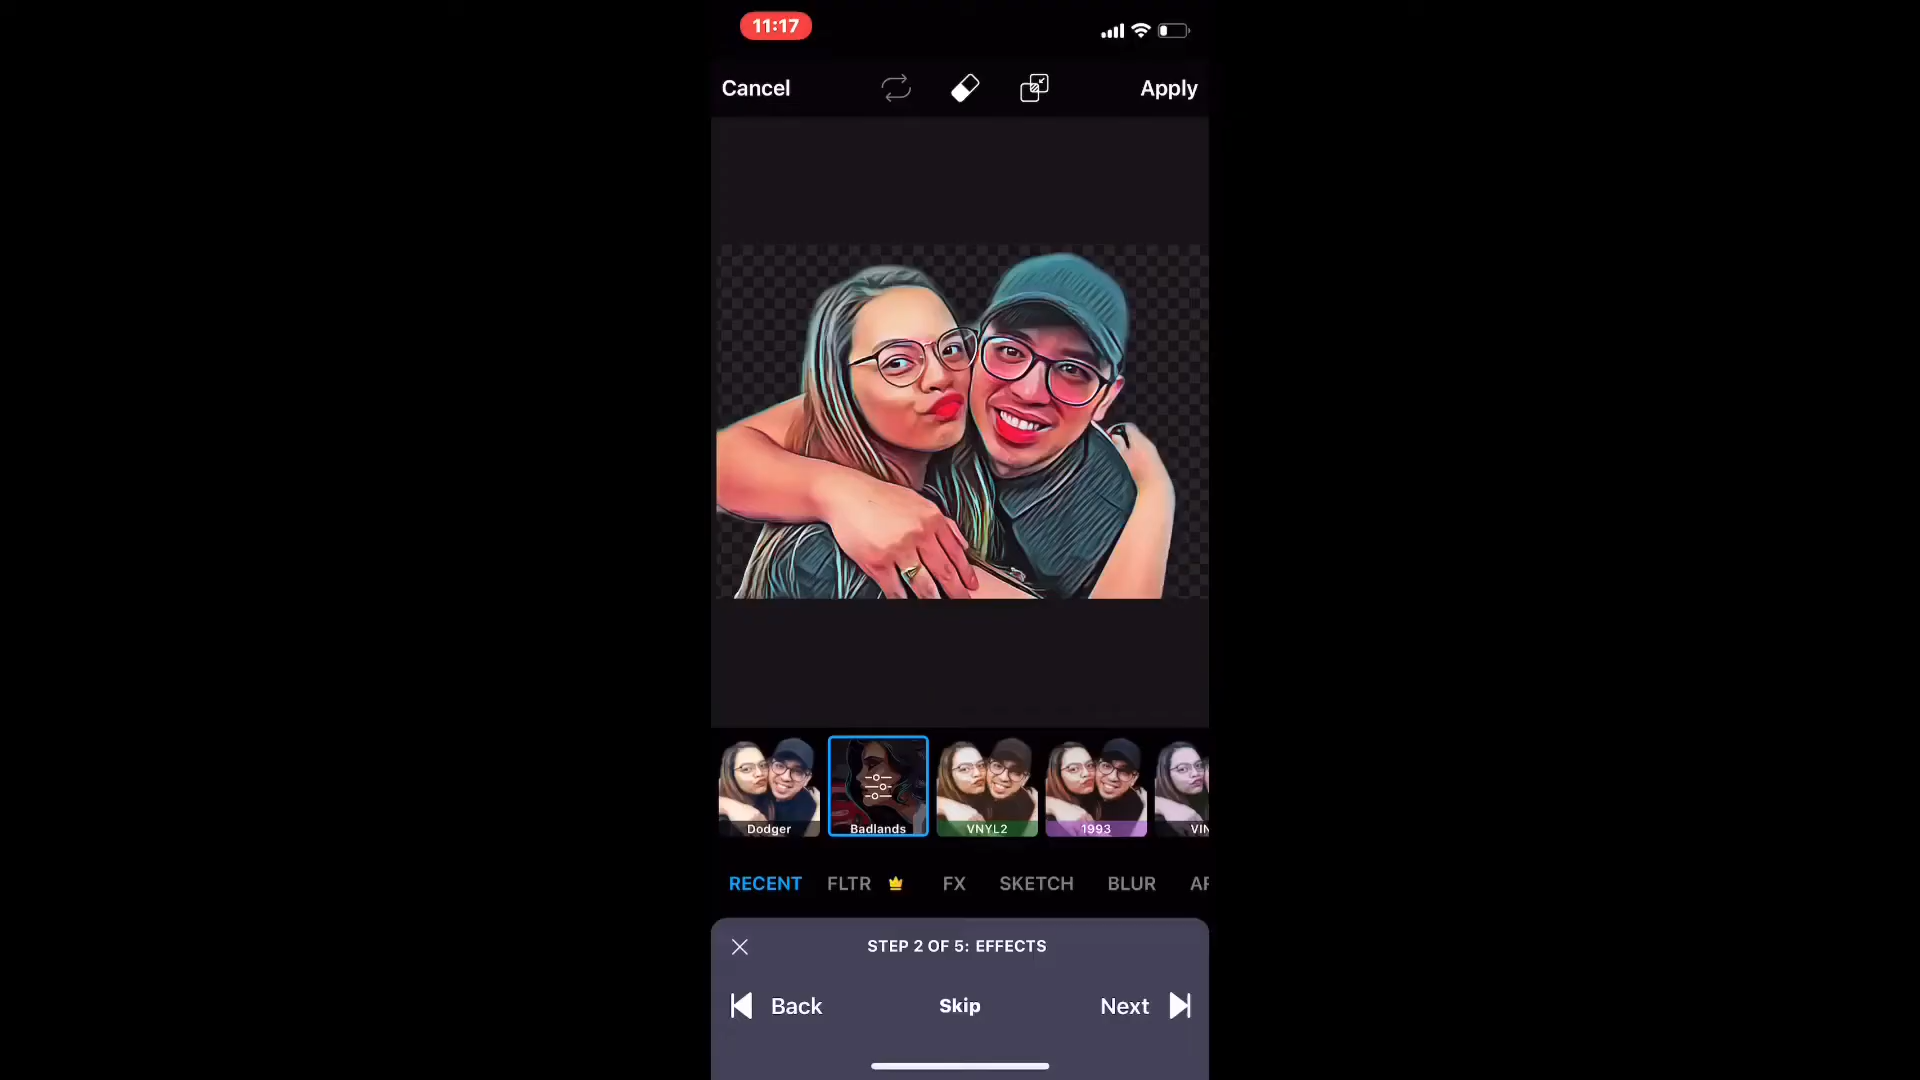 11:17
Cancel
Apply
Dodger
Badlands
VNYL2
1993
VIN
RECENT FLTR FX SKETCH BLUR
STEP 2 OF 5: EFFECTS
Back
Skip
Next